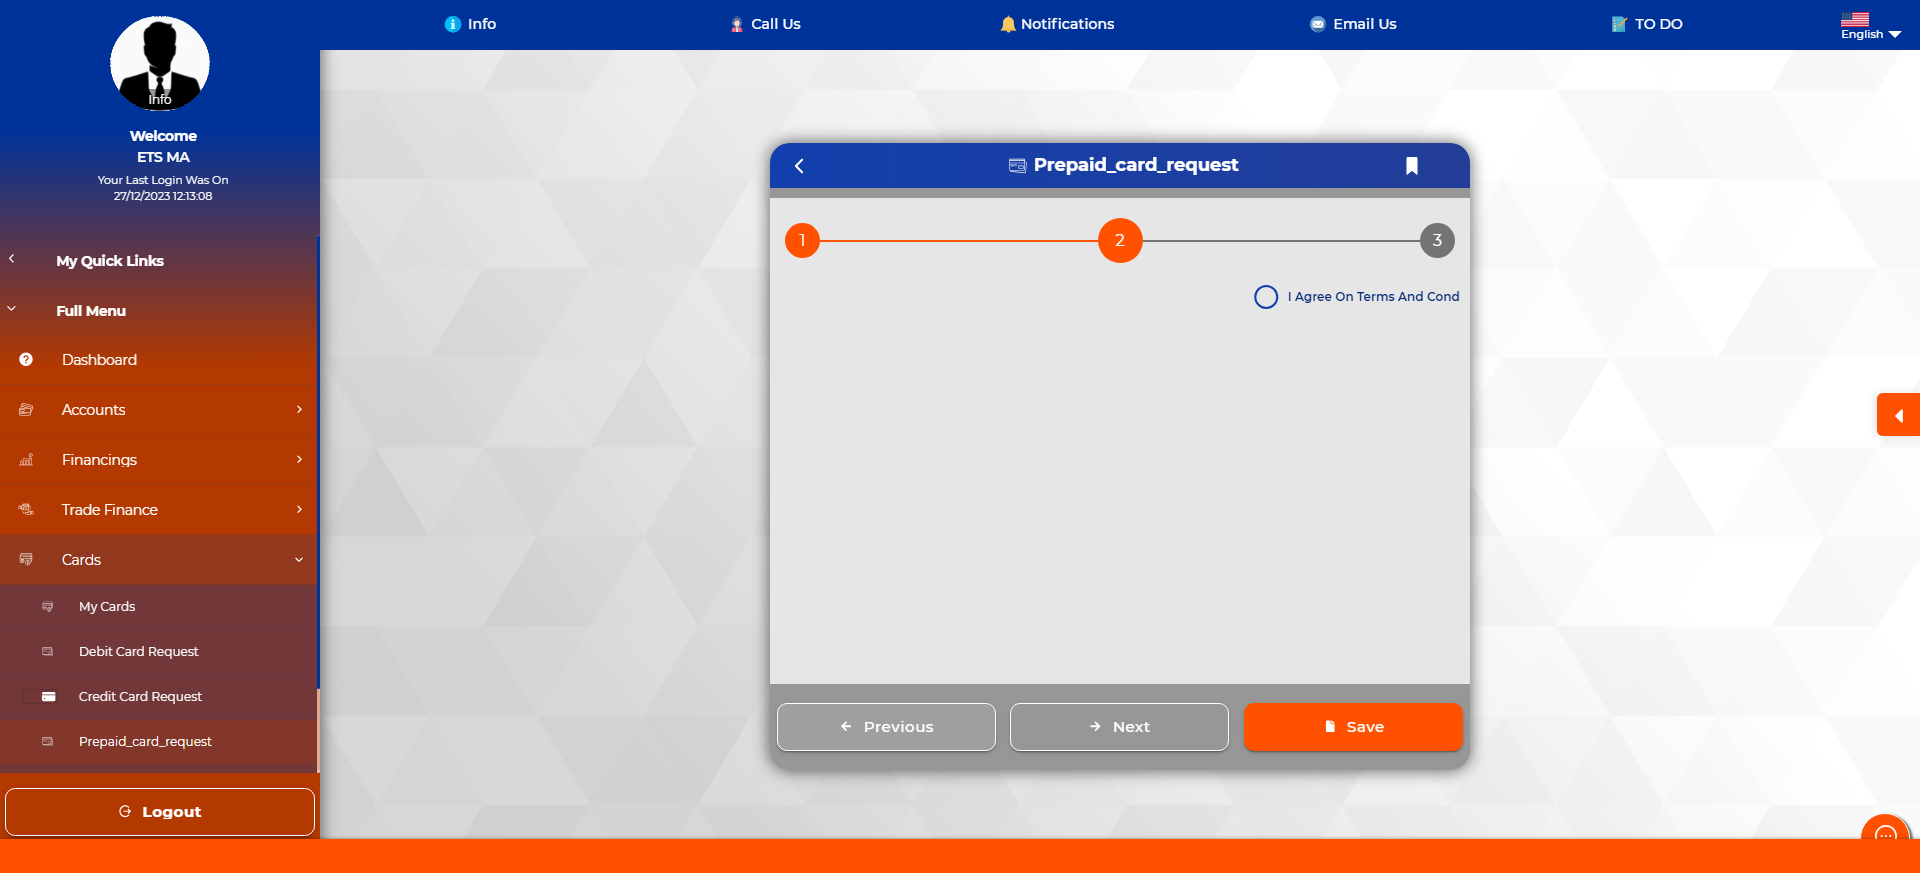 Info
Call Us
Notifications
Email Us
TO DO
English
Info
Welcome
ETS MA
Your Last Login Was On
27/12/2023 12:13:08
My Quick Links
Full Menu
Dashboard
Accounts
Financings
Trade Finance
Cards
My Cards
Debit Card Request
Credit Card Request
Prepaid_card_request
Logout
Prepaid_card_request
1
2
3
I Agree On Terms And Cond
Previous
Next
Save